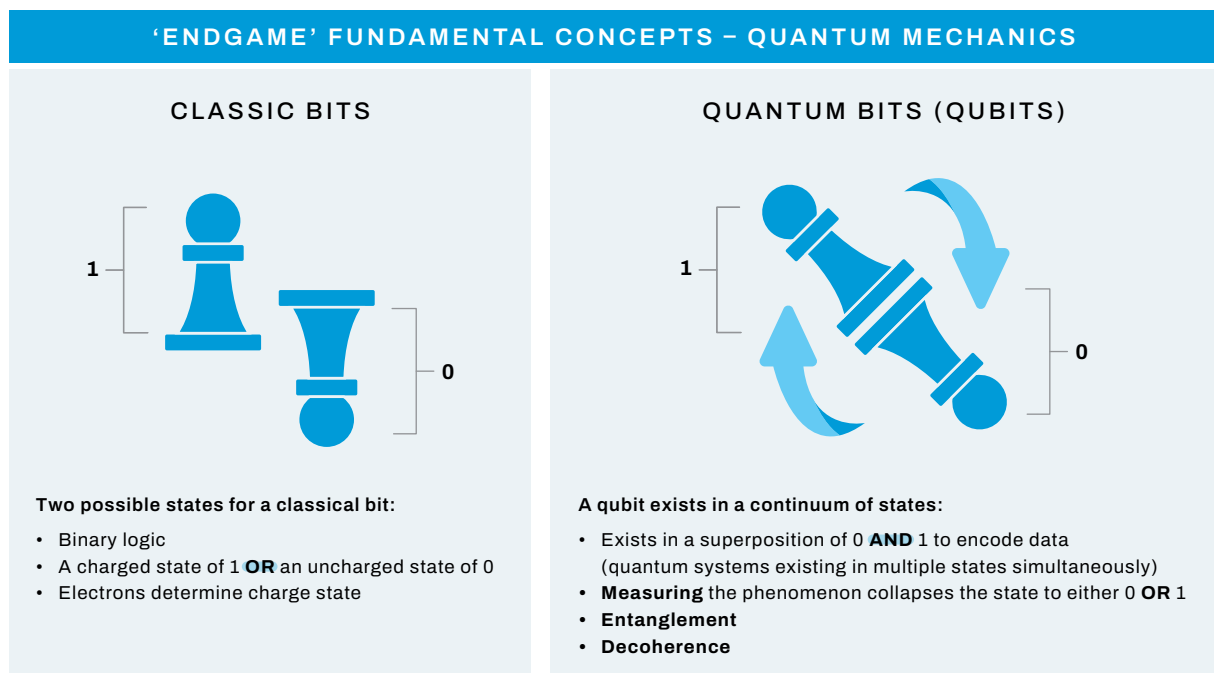 ‘ENDGAME’ FUNDAMENTAL CONCEPTS – QUANTUM MECHANICS
CLASSIC BITS
1
0
Two possible states for a classical bit:
• Binary logic
• A charged state of 1 OR an uncharged state of 0
• Electrons determine charge state
QUANTUM BITS (QUBITS)
1
0
A qubit exists in a continuum of states:
• Exists in a superposition of 0 AND 1 to encode data
(quantum systems existing in multiple states simultaneously)
• Measuring the phenomenon collapses the state to either 0 OR 1
• Entanglement
• Decoherence